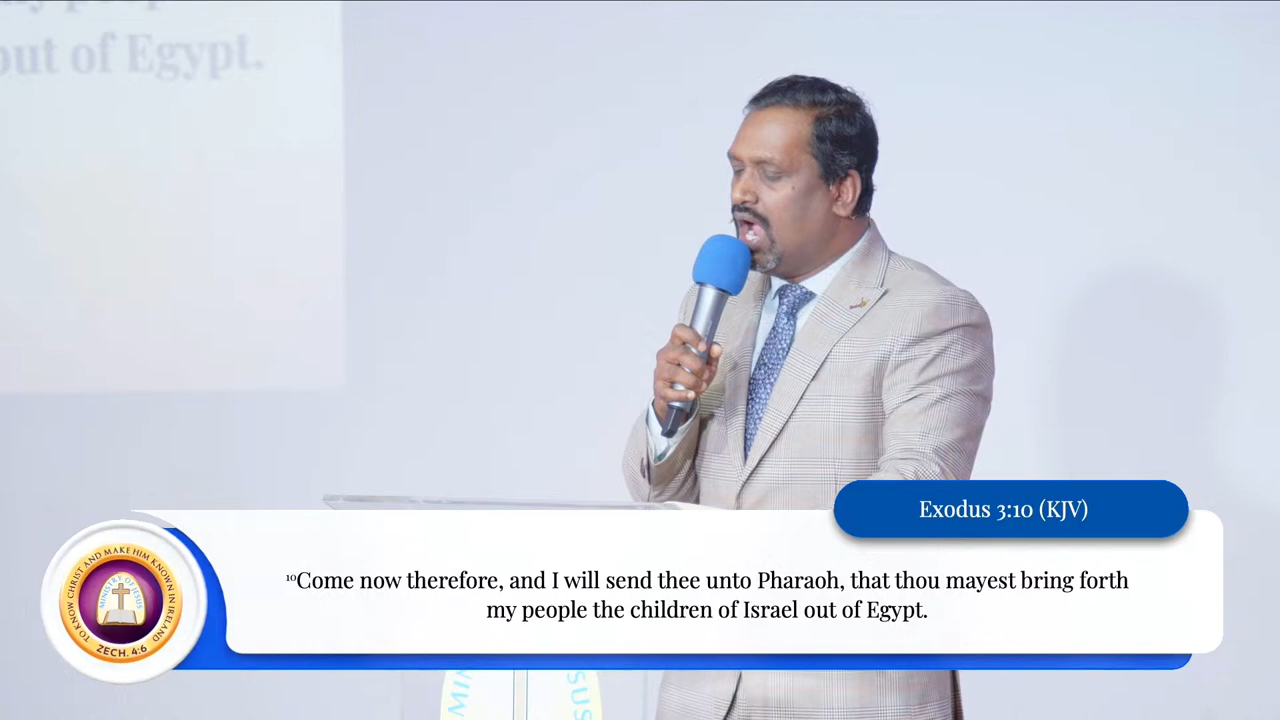 out of Egypt.
Exodus 3:10 (KJV)
¹⁰Come now therefore, and I will send thee unto Pharaoh, that thou mayest bring forth
my people the children of Israel out of Egypt.
TO KNOW CHRIST AND MAKE HIM KNOWN IN IRELAND
MINISTRY OF JESUS
ZECH. 4:6